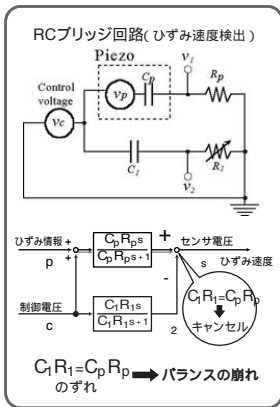 RCブリッジ回路(ひずみ速度検出)
Piezo
v1
Cp
Rp
Control
voltage
vp
vc
C1
R1
v2
ひずみ情報 +
センサ電圧
CpRps
CpRps+1
+
p
+
s
ひずみ速度
-
制御電圧
C1R1s
C1R1s+1
c
2
C1R1=CpRp
キャンセル
C1R1=CpRp
のずれ
バランスの崩れ